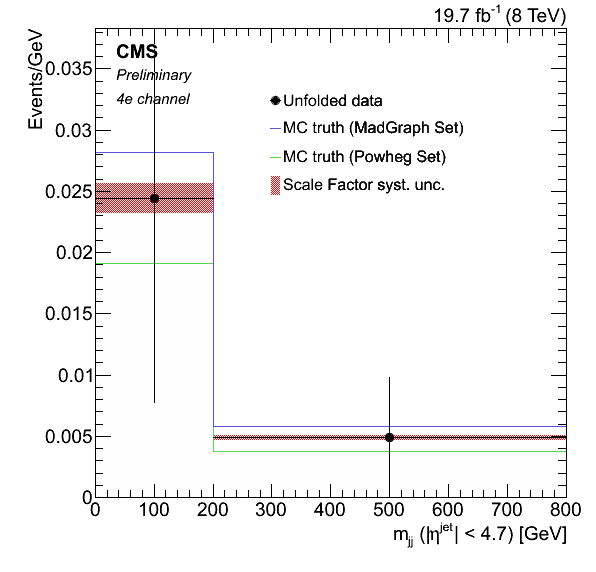 19.7 fb⁻¹ (8 TeV)
Events/GeV
CMS
Preliminary
4e channel
Unfolded data
MC truth (MadGraph Set)
MC truth (Powheg Set)
Scale Factor syst. unc.
0.035
0.03
0.025
0.02
0.015
0.01
0.005
0
0 100 200 300 400 500 600 700 800
m_jj (|η^jet| < 4.7) [GeV]